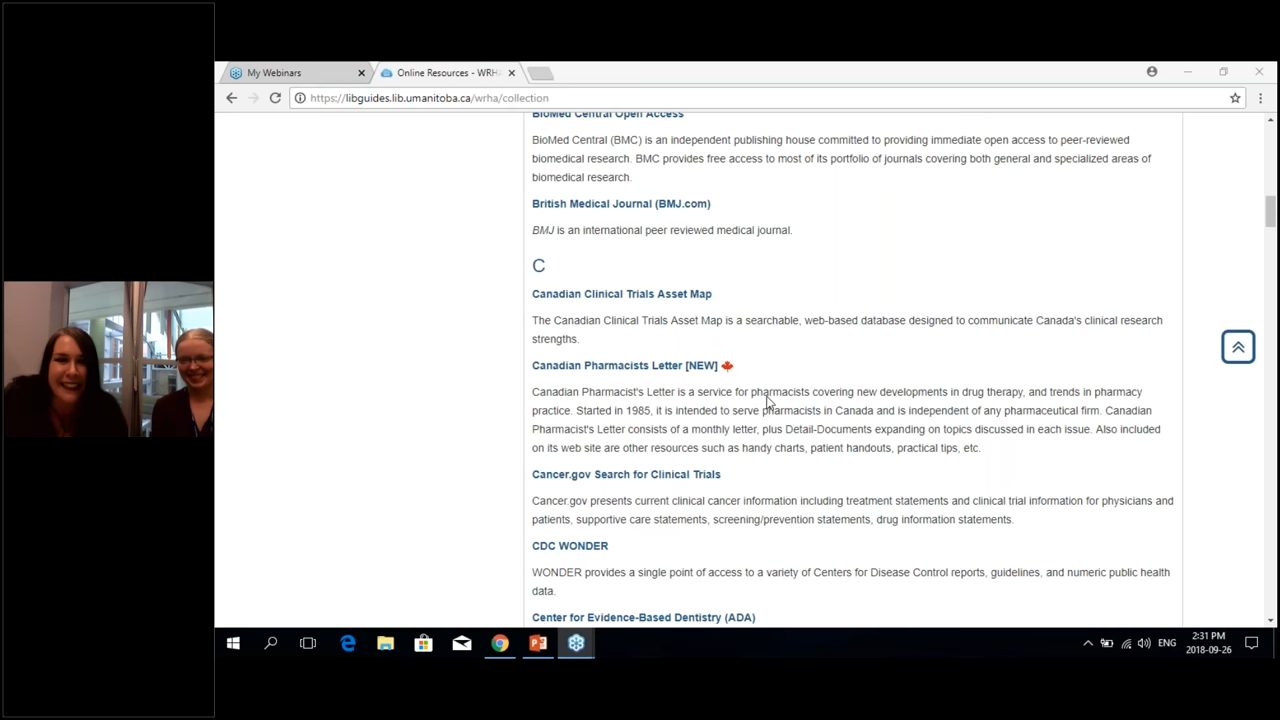 My Webinars
Online Resources - WRH
https://libguides.lib.umanitoba.ca/wrha/collection
BioMed Central Open Access
BioMed Central (BMC) is an independent publishing house committed to providing immediate open access to peer-reviewed
biomedical research. BMC provides free access to most of its portfolio of journals covering both general and specialized areas of
biomedical research.
British Medical Journal (BMJ.com)
BMJ is an international peer reviewed medical journal.
C
Canadian Clinical Trials Asset Map
The Canadian Clinical Trials Asset Map is a searchable, web-based database designed to communicate Canada's clinical research
strengths.
Canadian Pharmacists Letter [NEW]
Canadian Pharmacist's Letter is a service for pharmacists covering new developments in drug therapy, and trends in pharmacy
practice. Started in 1985, it is intended to serve pharmacists in Canada and is independent of any pharmaceutical firm. Canadian
Pharmacist's Letter consists of a monthly letter, plus Detail-Documents expanding on topics discussed in each issue. Also included
on its web site are other resources such as handy charts, patient handouts, practical tips, etc.
Cancer.gov Search for Clinical Trials
Cancer.gov presents current clinical cancer information including treatment statements and clinical trial information for physicians and
patients, supportive care statements, screening/prevention statements, drug information statements.
CDC WONDER
WONDER provides a single point of access to a variety of Centers for Disease Control reports, guidelines, and numeric public health
data.
Center for Evidence-Based Dentistry (ADA)
ENG
2:31 PM
2018-09-26